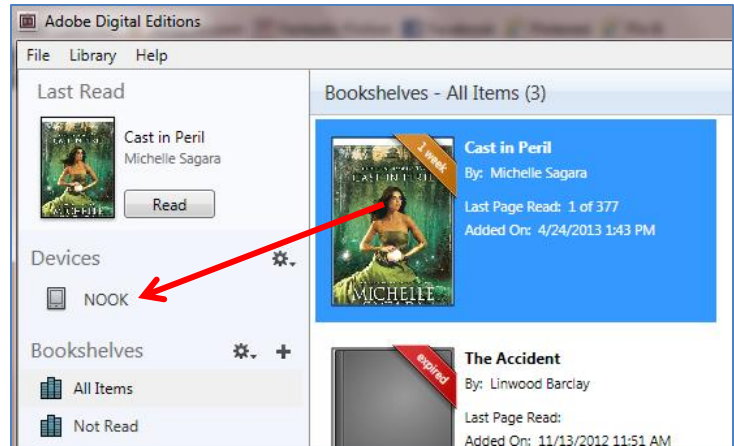 Adobe Digital Editions
File Library Help
Last Read
Cast in Peril
Michelle Sagara
Read
Devices
NOOK
Bookshelves
All Items
Not Read
Bookshelves - All Items (3)
1 week
CAST IN PERIL
MICHELLE
Cast in Peril
By: Michelle Sagara
Last Page Read: 1 of 377
Added On: 4/24/2013 1:43 PM
expired
The Accident
By: Linwood Barclay
Last Page Read:
Added On: 11/13/2012 11:51 AM